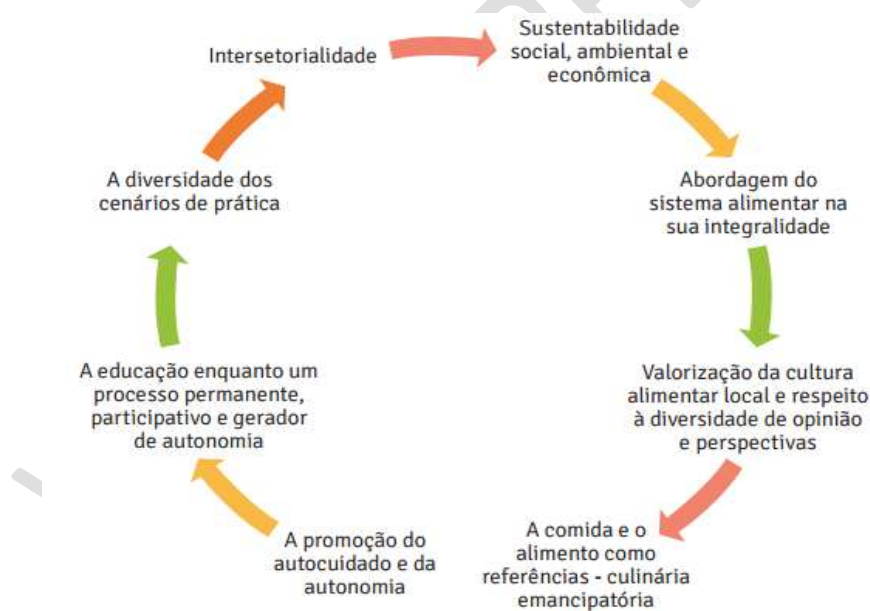 Intersetorialidade
Sustentabilidade
social, ambiental e
econômica
Abordagem do
sistema alimentar na
sua integralidade
Valorização da cultura
alimentar local e respeito
à diversidade de opinião
e perspectivas
A comida e o
alimento como
referências - culinária
emancipatória
A promoção do
autocuidado e da
autonomia
A educação enquanto um
processo permanente,
participativo e gerador
de autonomia
A diversidade dos
cenários de prática